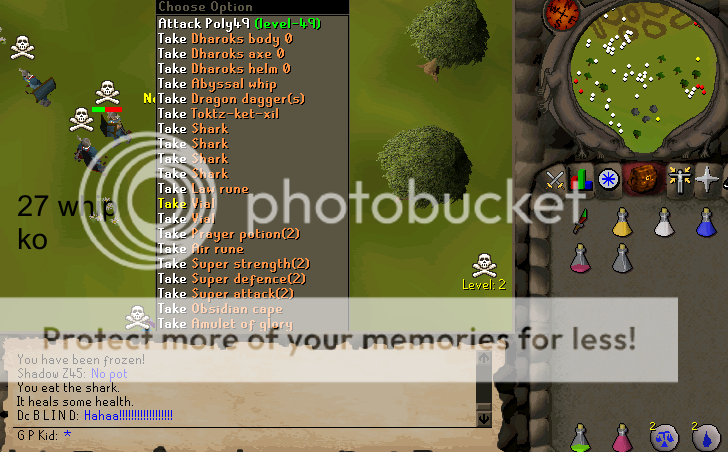 Choose Option
Attack Poly49 (level-49)
Take Dharoks body 0
Take Dharoks axe 0
Take Dharoks helm 0
Take Abyssal whip
Take Dragon dagger(s)
Take Toktz-ket-xil
Take Shark
Take Shark
Take Shark
Take Shark
Take Law rune
Take Vial
Take Vial
Take Prayer potion(2)
Take Air rune
Take Super strength(2)
Take Super defence(2)
Take Super attack(2)
Take Obsidian cape
Take Amulet of glory
27 whip
ko
photobucket
Level: 2
Protect more of your memories for less!
You have been frozen!
Shadow Z45: No pot
You eat the shark.
It heals some health.
Dc B L I N D: Hahaa!!!!!!!!!!!!!!!!!
G P Kid: *
2
2